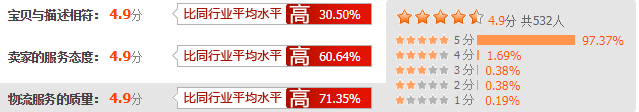 宝贝与描述相符：4.9分 比同行业平均水平 高 30.50%
卖家的服务态度：4.9分 比同行业平均水平 高 60.64%
物流服务的质量：4.9分 比同行业平均水平 高 71.35%
4.9分 共532人
5分 97.37%
4分 1.69%
3分 0.38%
2分 0.38%
1分 0.19%